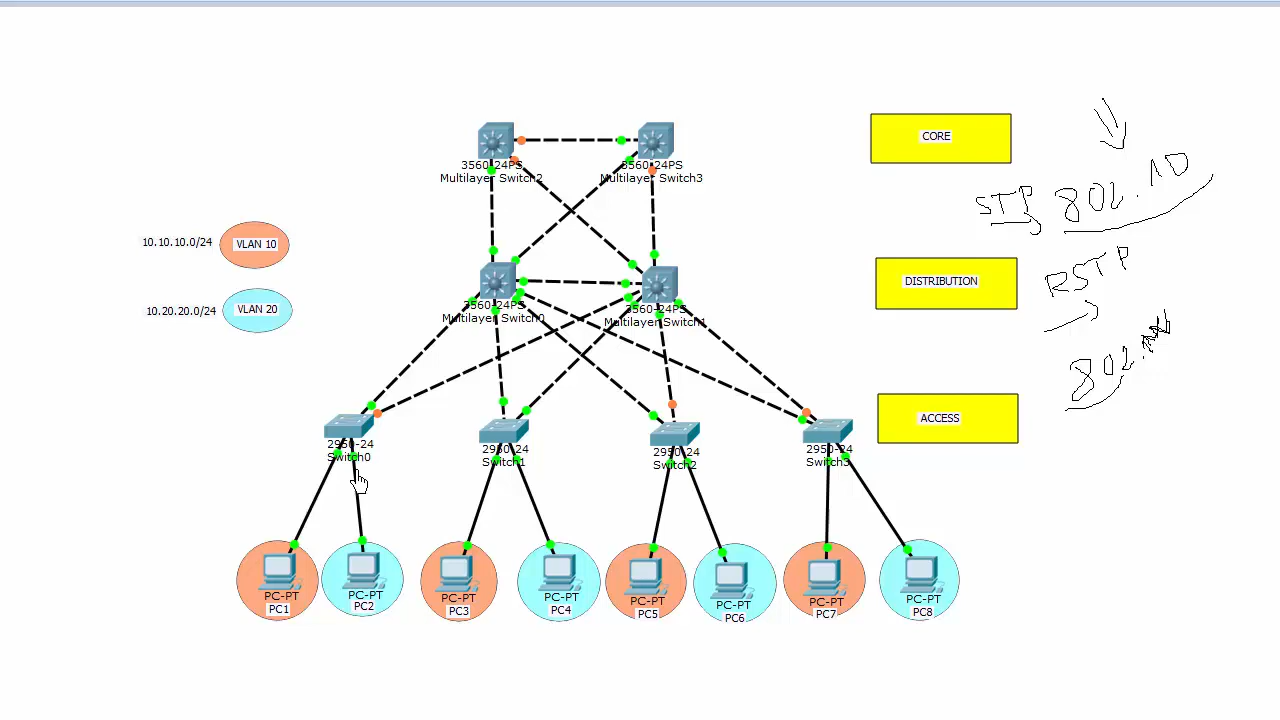 3560-24PS
Multilayer Switch2
3560-24PS
Multilayer Switch3
CORE
STP 802.1D
10.10.10.0/24
VLAN 10
10.20.20.0/24
VLAN 20
3560-24PS
Multilayer Switch0
3560-24PS
Multilayer Switch1
DISTRIBUTION
RSTP
802.
2950-24
Switch0
2950-24
Switch1
2950-24
Switch2
2950-24
Switch3
ACCESS
PC-PT
PC1
PC-PT
PC2
PC-PT
PC3
PC-PT
PC4
PC-PT
PC5
PC-PT
PC6
PC-PT
PC7
PC-PT
PC8